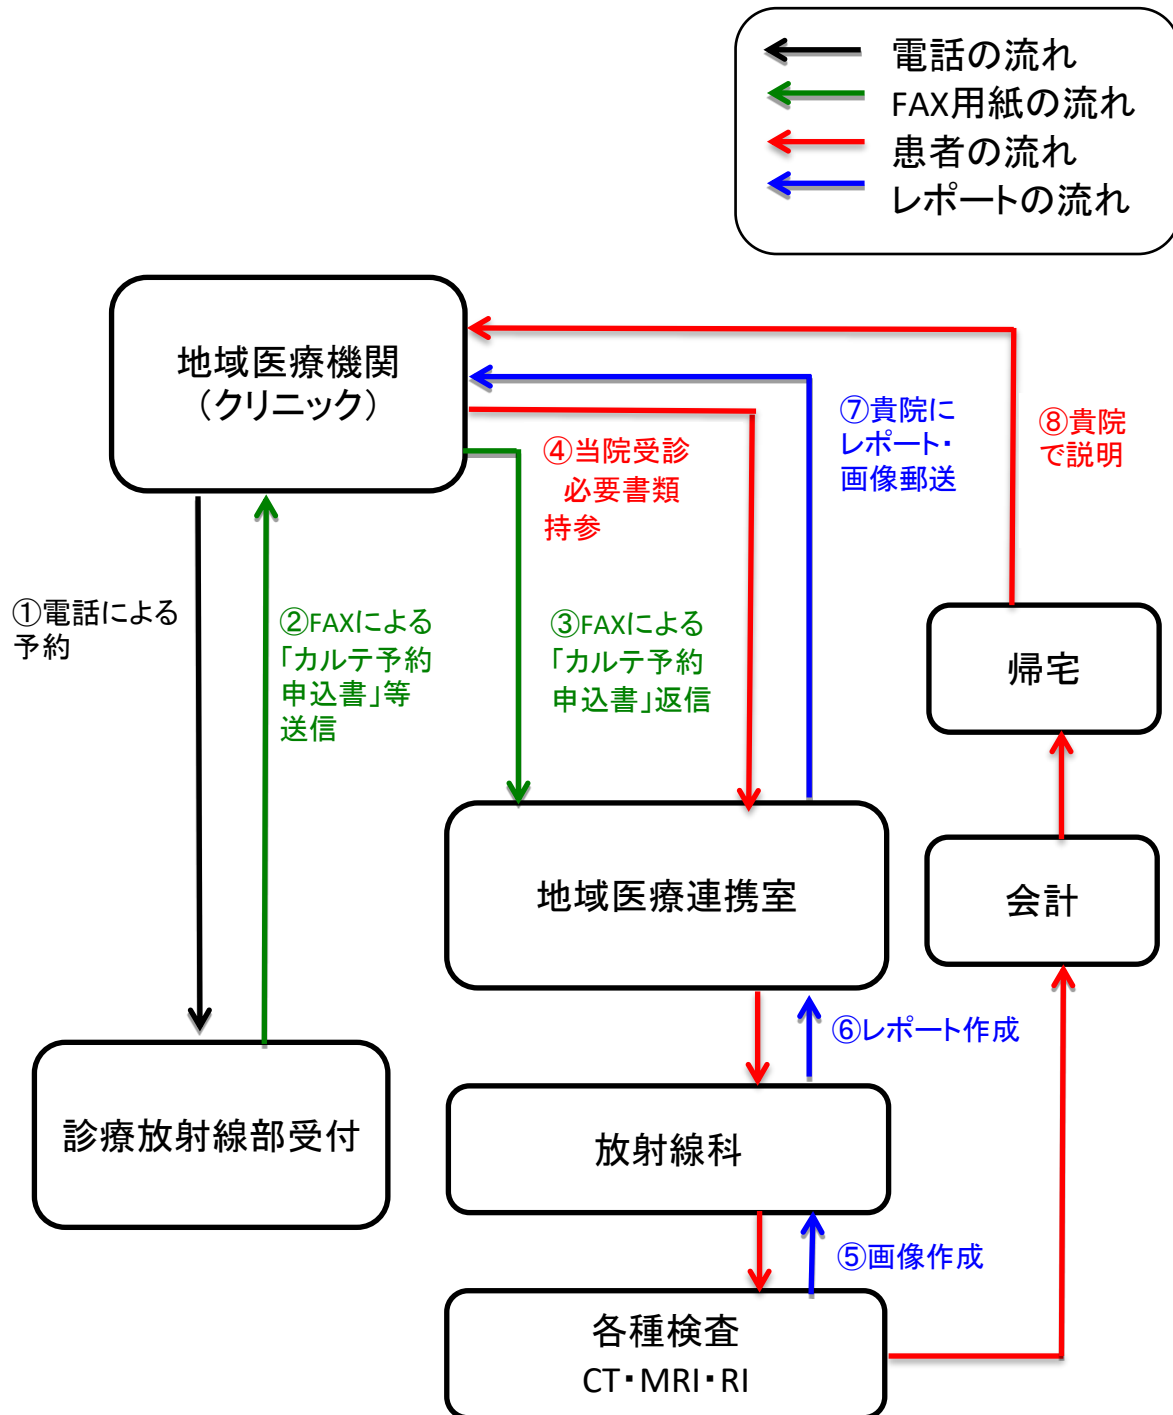 電話の流れ
FAX用紙の流れ
患者の流れ
レポートの流れ
地域医療機関
（クリニック）
④当院受診
必要書類
持参
⑦貴院に
レポート・
画像郵送
⑧貴院
で説明
①電話による
予約
②FAXによる
「カルテ予約
申込書」等
送信
③FAXによる
「カルテ予約
申込書」返信
帰宅
地域医療連携室
会計
⑥レポート作成
診療放射線部受付
放射線科
⑤画像作成
各種検査
CT・MRI・RI